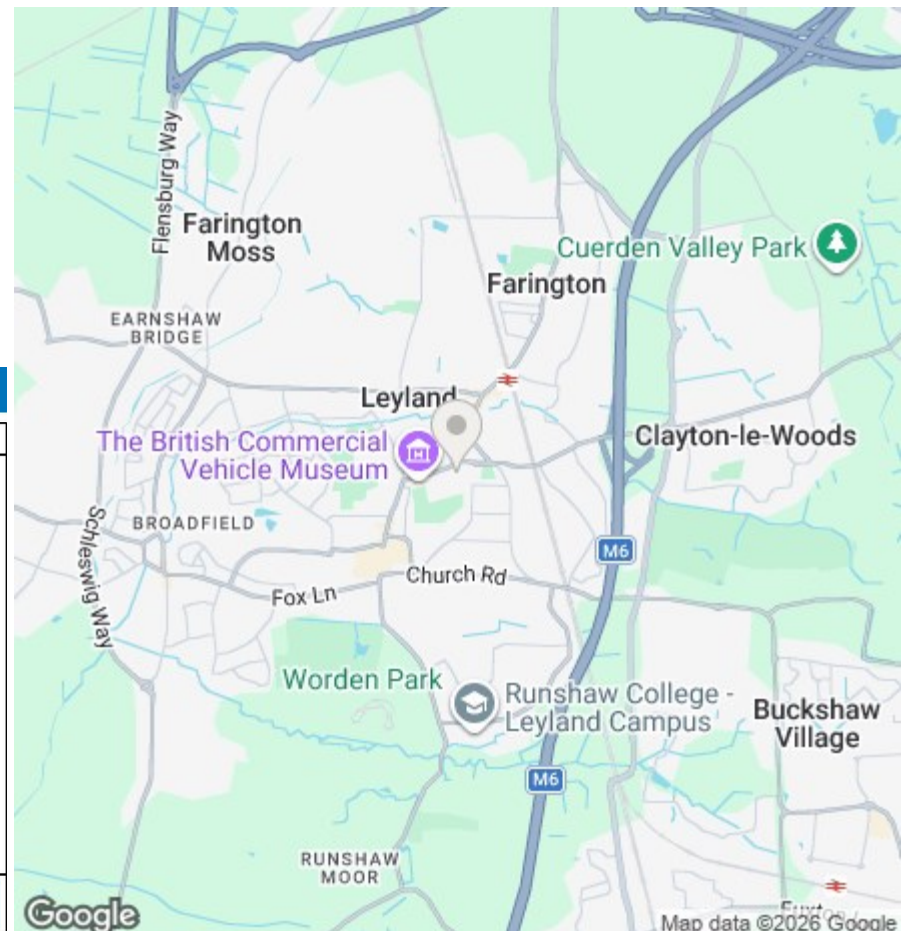 Flensburg Way
Farington
Moss
Cuerden Valley Park
Farington
EARNSHAW
BRIDGE
Leyland
The British Commercial
Vehicle Museum
Clayton-le-Woods
Schleswig Way
BROADFIELD
M6
Church Rd
Fox Ln
Worden Park
Runshaw College -
Leyland Campus
Buckshaw
Village
M6
RUNSHAW
MOOR
Google
Map data ©2026 Google